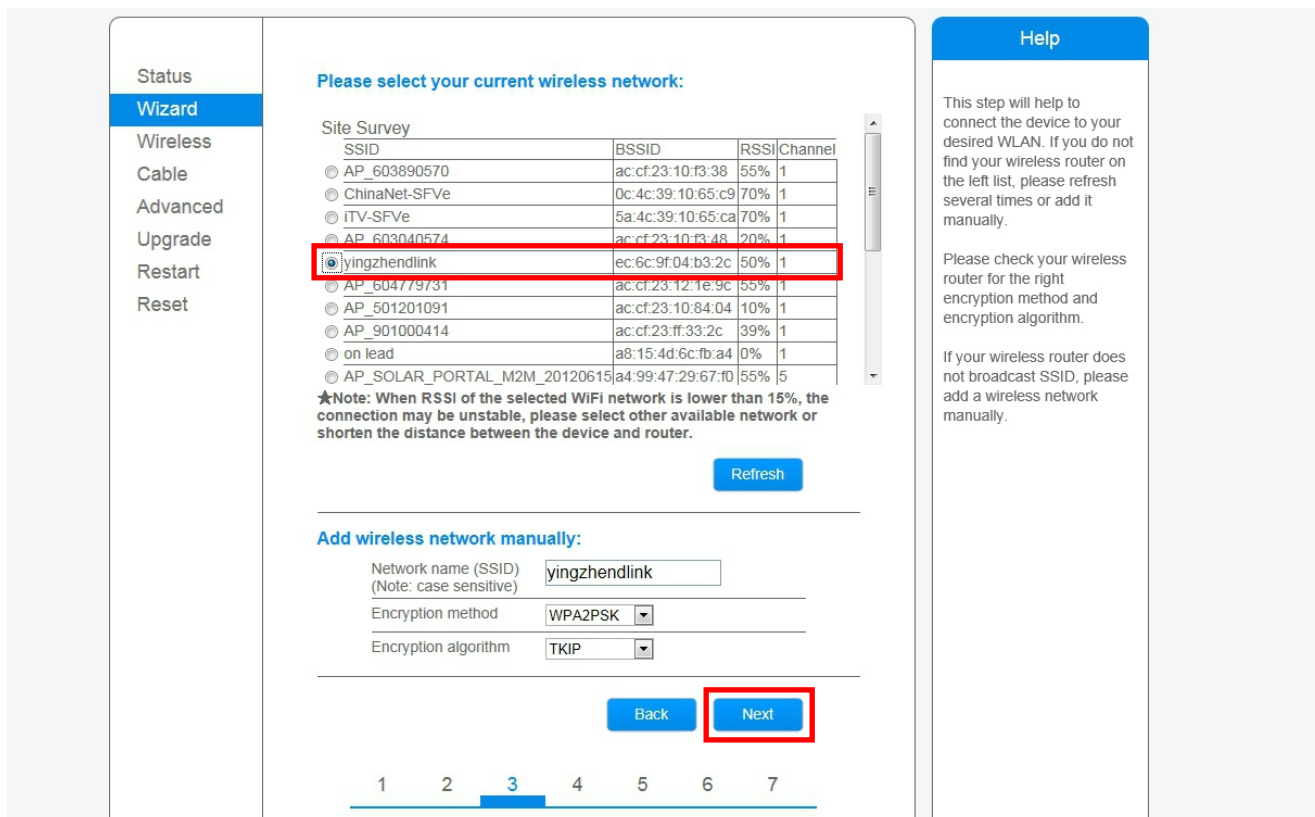 Status
Wizard
Wireless
Cable
Advanced
Upgrade
Restart
Reset
Please select your current wireless network:
Site Survey
SSID BSSID RSSI Channel
AP_603890570 ac:cf:23:10:f3:38 55% 1
ChinaNet-SFVe 0c:4c:39:10:65:c9 70% 1
iTV-SFVe 5a:4c:39:10:65:ca 70% 1
AP_603040574 ac:cf:23:10:f3:48 20% 1
yingzhendlink ec:6c:9f:04:b3:2c 50% 1
AP_604779731 ac:cf:23:12:1e:9c 55% 1
AP_501201091 ac:cf:23:10:84:04 10% 1
AP_901000414 ac:cf:23:ff:33:2c 39% 1
on lead a8:15:4d:6c:fb:a4 0% 1
AP_SOLAR_PORTAL_M2M_20120615 a4:99:47:29:67:f0 55% 5
★Note: When RSSI of the selected WiFi network is lower than 15%, the
connection may be unstable, please select other available network or
shorten the distance between the device and router.
Refresh
Add wireless network manually:
Network name (SSID)
(Note: case sensitive)
yingzhendlink
Encryption method WPA2PSK
Encryption algorithm TKIP
Back Next
1 2 3 4 5 6 7
Help
This step will help to
connect the device to your
desired WLAN. If you do not
find your wireless router on
the left list, please refresh
several times or add it
manually.
Please check your wireless
router for the right
encryption method and
encryption algorithm.
If your wireless router does
not broadcast SSID, please
add a wireless network
manually.